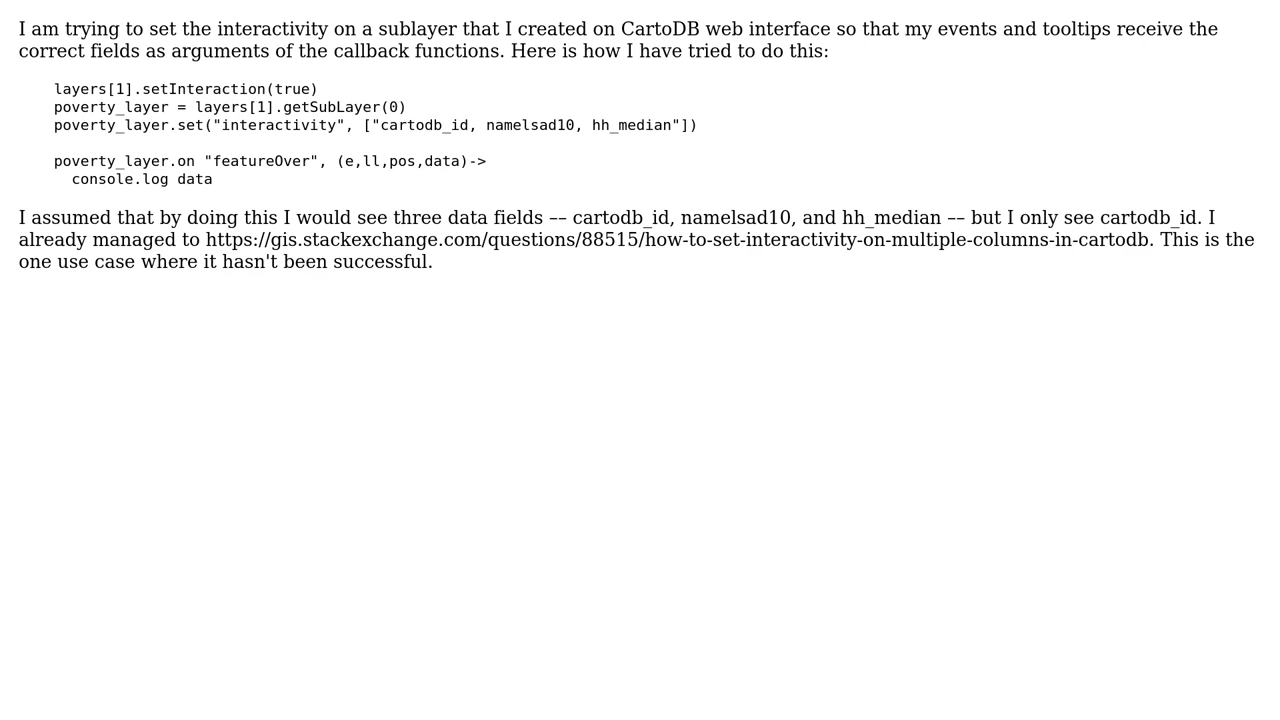 I am trying to set the interactivity on a sublayer that I created on CartoDB web interface so that my events and tooltips receive the
correct fields as arguments of the callback functions. Here is how I have tried to do this:
layers[1].setInteraction(true)
poverty_layer = layers[1].getSubLayer(0)
poverty_layer.set("interactivity", ["cartodb_id, namelsad10, hh_median"])
poverty_layer.on "featureOver", (e,ll,pos,data)->
console.log data
I assumed that by doing this I would see three data fields -- cartodb_id, namelsad10, and hh_median -- but I only see cartodb_id. I
already managed to https://gis.stackexchange.com/questions/88515/how-to-set-interactivity-on-multiple-columns-in-cartodb. This is the
one use case where it hasn't been successful.